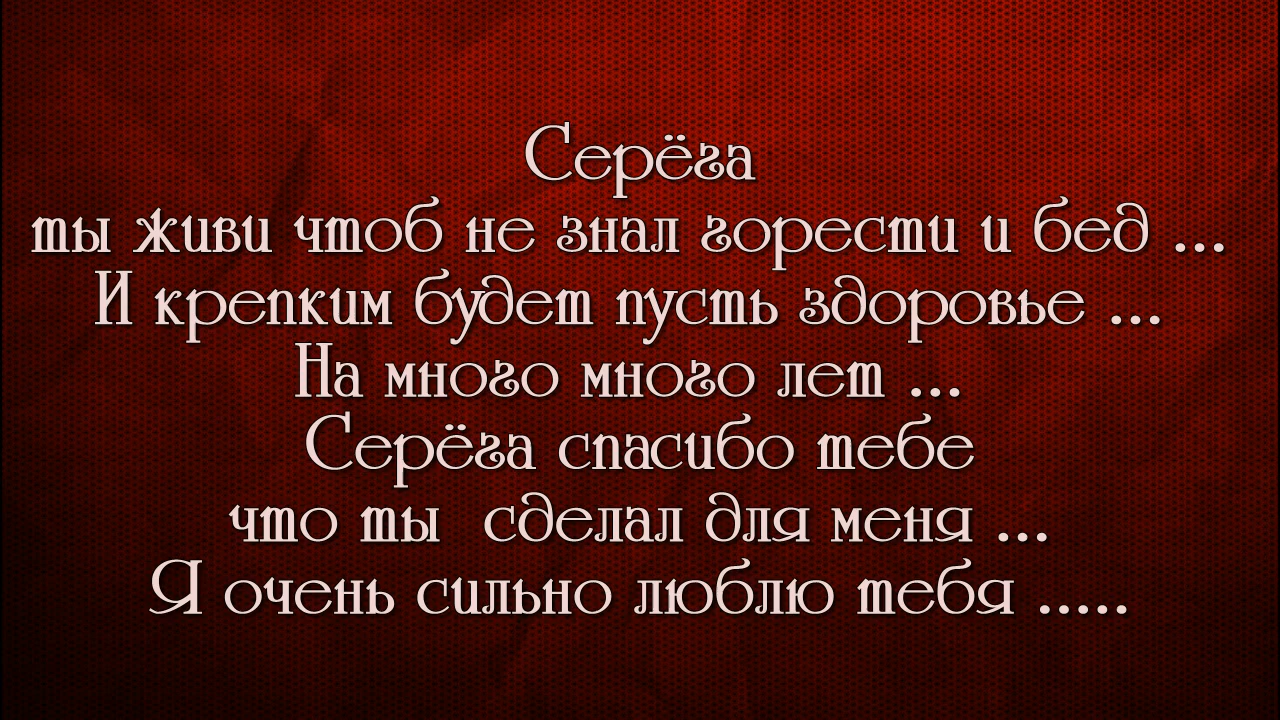 Серёга
ты живи чтоб не знал горести и бед ...
И крепким будет пусть здоровье ...
На много много лет ...
Серёга спасибо тебе
что ты  сделал для меня ...
Я очень сильно люблю тебя .....